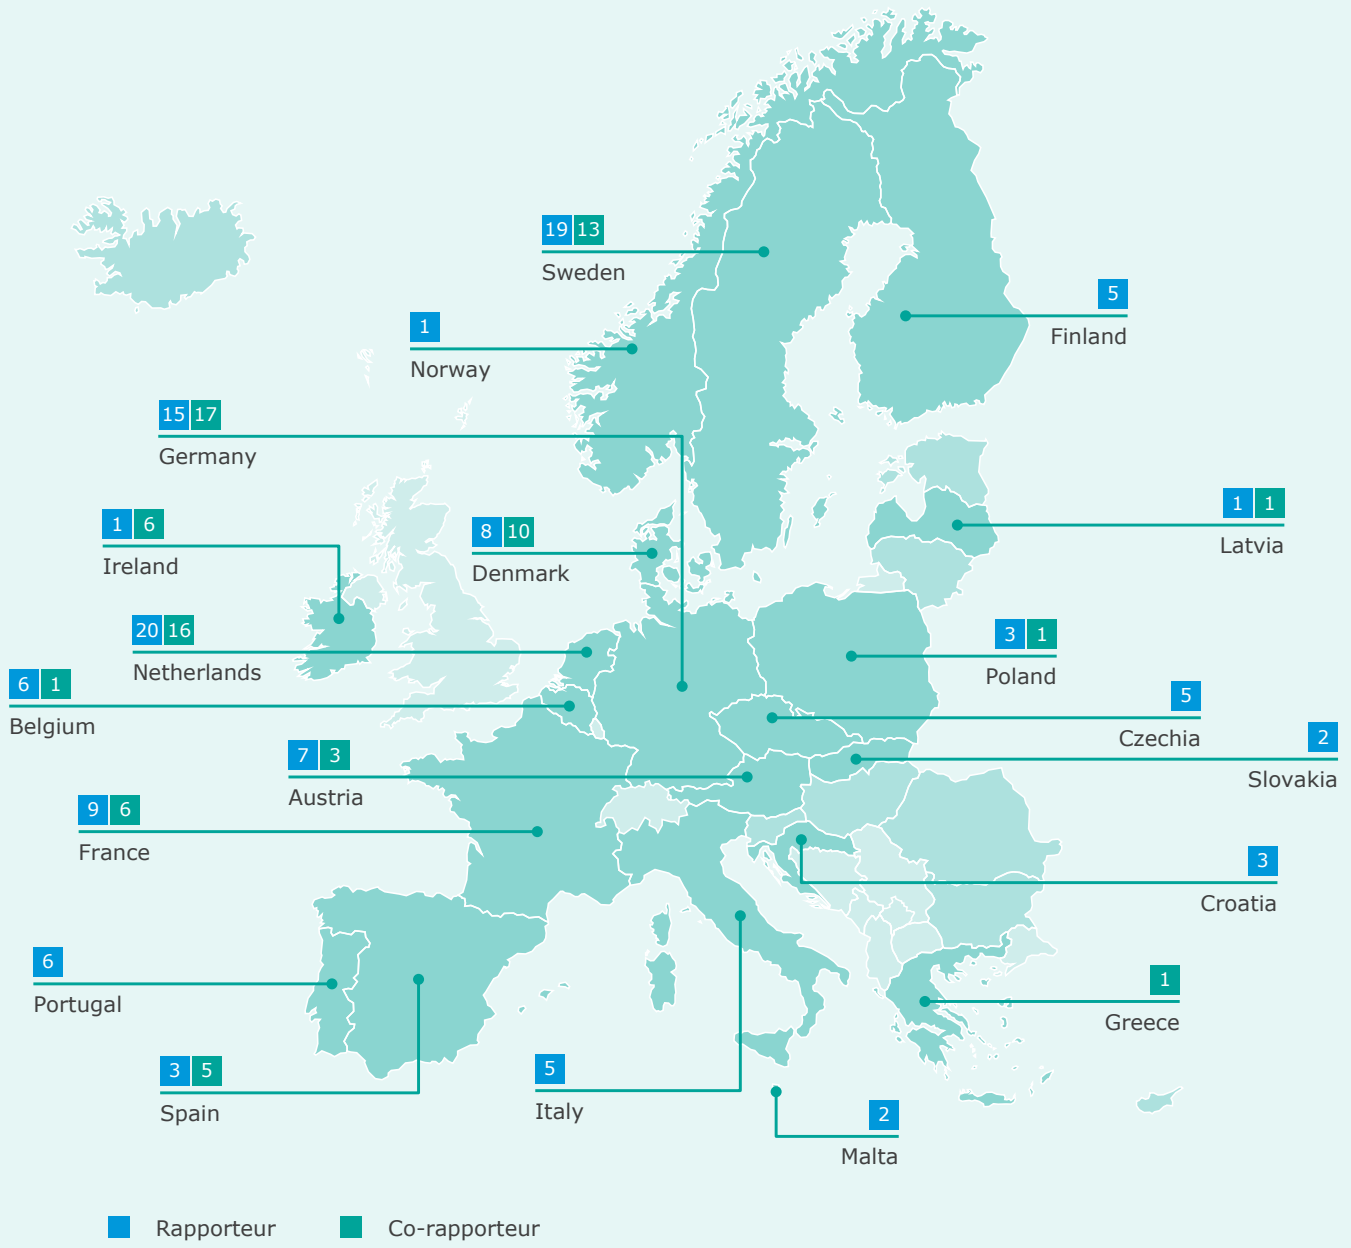 19 13
Sweden
5
Finland
1
Norway
15 17
Germany
1 1
Latvia
1 6
Ireland
8 10
Denmark
20 16
Netherlands
3 1
Poland
6 1
Belgium
5
Czechia
2
Slovakia
7 3
Austria
9 6
France
3
Croatia
6
Portugal
1
Greece
3 5
Spain
5
Italy
2
Malta
Rapporteur Co-rapporteur